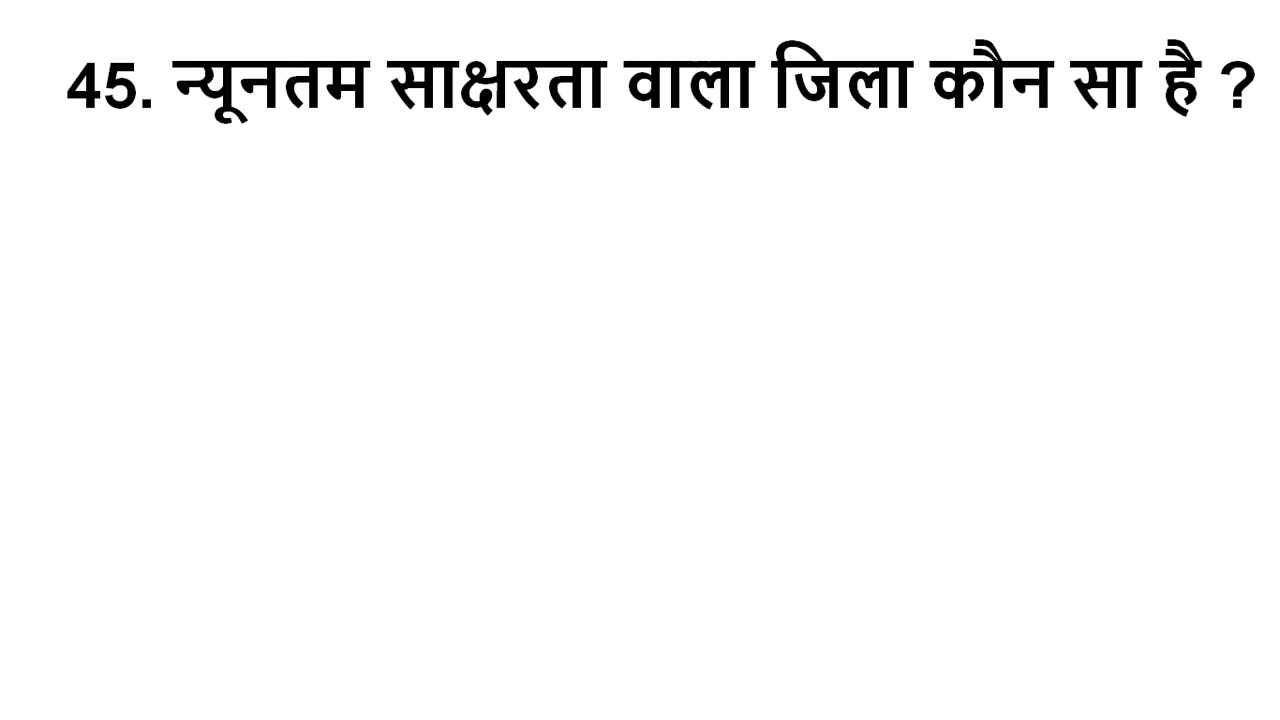 45. न्यूनतम साक्षरता वाला जिला कौन सा है ?